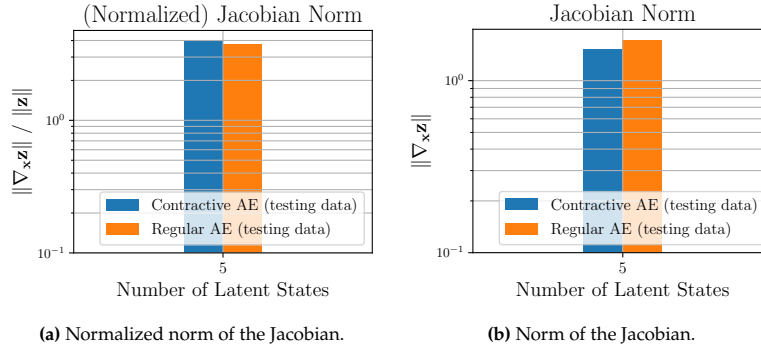 (Normalized) Jacobian Norm
‖∇ₓz‖ / ‖z‖
10⁰
10⁻¹
Contractive AE (testing data)
Regular AE (testing data)
5
Number of Latent States
(a) Normalized norm of the Jacobian.
Jacobian Norm
‖∇ₓz‖
10⁰
10⁻¹
Contractive AE (testing data)
Regular AE (testing data)
5
Number of Latent States
(b) Norm of the Jacobian.